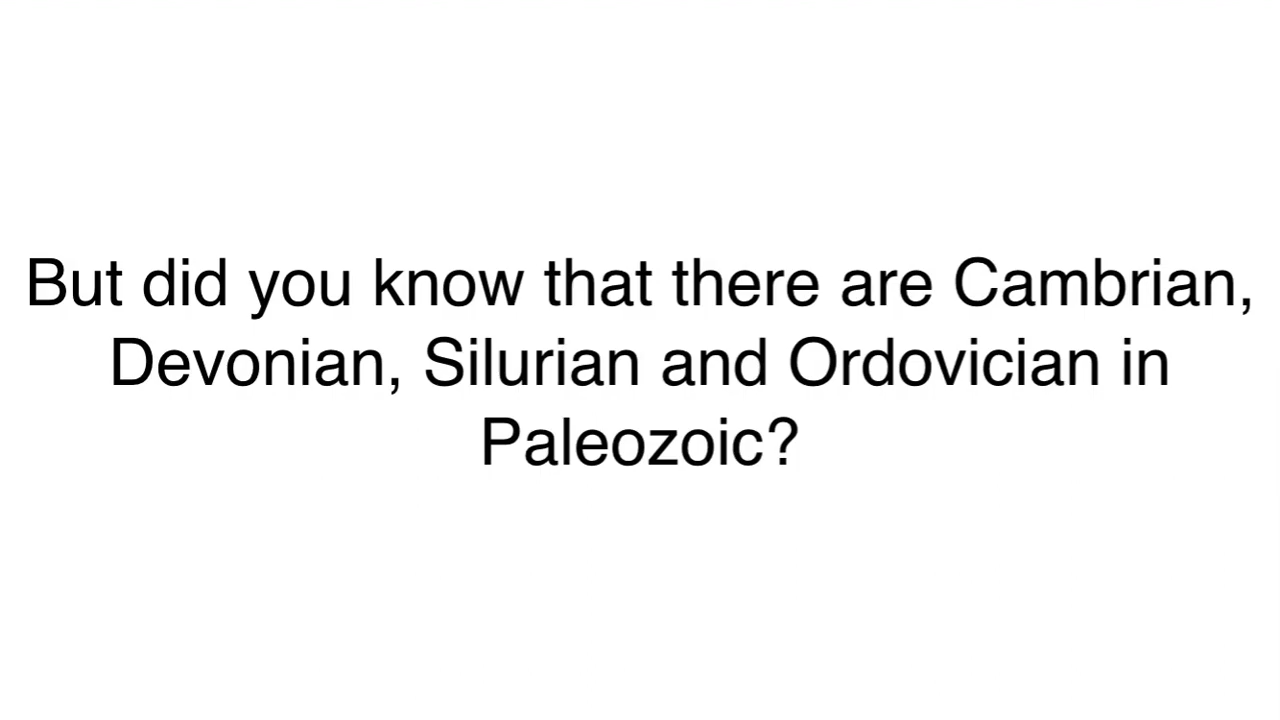 But did you know that there are Cambrian,
Devonian, Silurian and Ordovician in
Paleozoic?